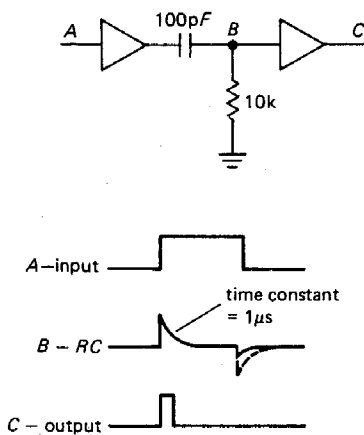 100pF
A
B
C
10k
A–input
time constant
= 1µs
B – RC
C – output